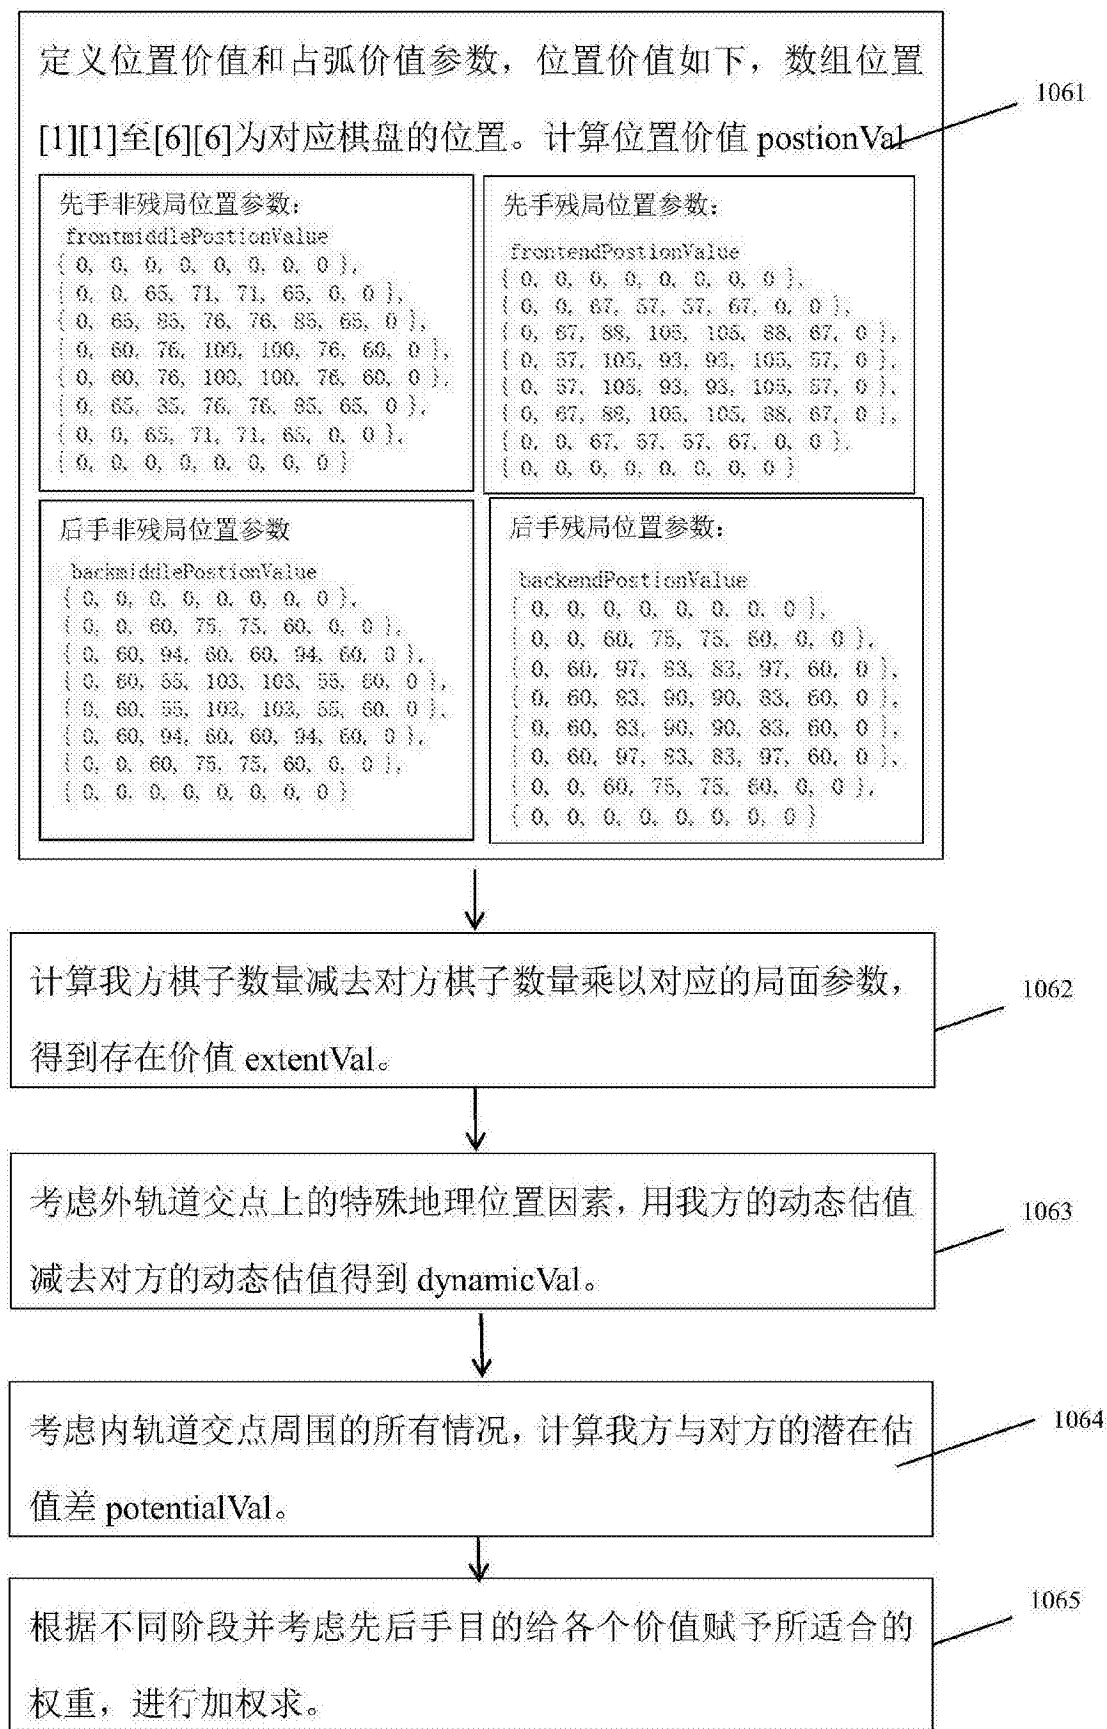 定义位置价值和占弧价值参数，位置价值如下，数组位置
[1][1]至[6][6]为对应棋盘的位置。计算位置价值 postionVal
1061
先手非残局位置参数：
frontmiddlePostionValue
{ 0, 0, 0, 0, 0, 0, 0, 0 },
{ 0, 0, 65, 71, 71, 65, 0, 0 },
{ 0, 65, 85, 76, 76, 85, 65, 0 },
{ 0, 60, 76, 100, 100, 76, 60, 0 },
{ 0, 60, 76, 100, 100, 76, 60, 0 },
{ 0, 65, 85, 76, 76, 85, 65, 0 },
{ 0, 0, 65, 71, 71, 65, 0, 0 },
{ 0, 0, 0, 0, 0, 0, 0, 0 }
先手残局位置参数：
frontendPostionValue
{ 0, 0, 0, 0, 0, 0, 0, 0 },
{ 0, 0, 67, 57, 57, 67, 0, 0 },
{ 0, 67, 88, 105, 105, 88, 67, 0 },
{ 0, 57, 105, 93, 93, 105, 57, 0 },
{ 0, 57, 105, 93, 93, 105, 57, 0 },
{ 0, 67, 88, 105, 105, 88, 67, 0 },
{ 0, 0, 67, 57, 57, 67, 0, 0 },
{ 0, 0, 0, 0, 0, 0, 0, 0 }
后手非残局位置参数
backmiddlePostionValue
{ 0, 0, 0, 0, 0, 0, 0, 0 },
{ 0, 0, 60, 75, 75, 60, 0, 0 },
{ 0, 60, 94, 60, 60, 94, 60, 0 },
{ 0, 60, 55, 103, 103, 55, 60, 0 },
{ 0, 60, 55, 103, 103, 55, 60, 0 },
{ 0, 60, 94, 60, 60, 94, 60, 0 },
{ 0, 0, 60, 75, 75, 60, 0, 0 },
{ 0, 0, 0, 0, 0, 0, 0, 0 }
后手残局位置参数：
backendPostionValue
{ 0, 0, 0, 0, 0, 0, 0, 0 },
{ 0, 0, 60, 75, 75, 60, 0, 0 },
{ 0, 60, 97, 83, 83, 97, 60, 0 },
{ 0, 60, 83, 90, 90, 83, 60, 0 },
{ 0, 60, 83, 90, 90, 83, 60, 0 },
{ 0, 60, 97, 83, 83, 97, 60, 0 },
{ 0, 0, 60, 75, 75, 60, 0, 0 },
{ 0, 0, 0, 0, 0, 0, 0, 0 }
计算我方棋子数量减去对方棋子数量乘以对应的局面参数，
得到存在价值 extentVal。
1062
考虑外轨道交点上的特殊地理位置因素，用我方的动态估值
减去对方的动态估值得到 dynamicVal。
1063
考虑内轨道交点周围的所有情况，计算我方与对方的潜在估
值差 potentialVal。
1064
根据不同阶段并考虑先后手目的给各个价值赋予所适合的
权重，进行加权求。
1065